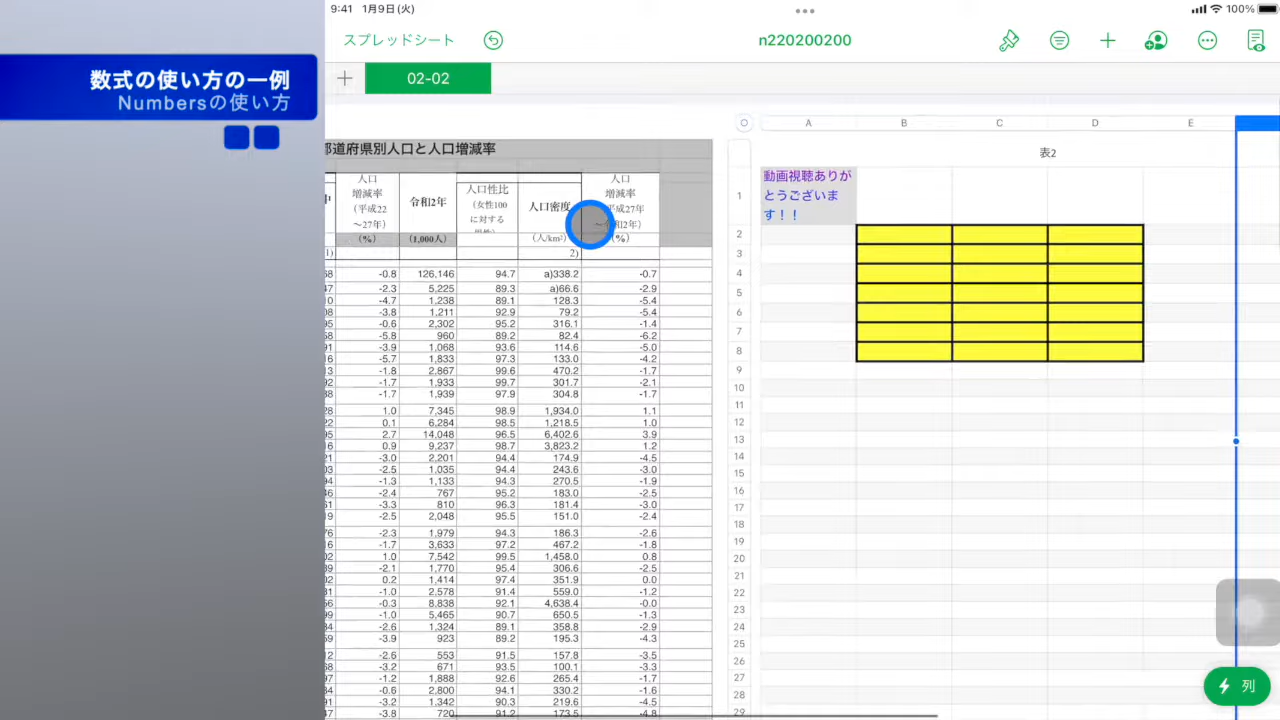 数式の使い方の一例
Numbersの使い方
9:41 1月9日(火)
100%
スプレッドシート
n220200200
02-02
道府県別人口と人口増減率
人口
増減率
（平成22
～27年）
（％）
令和2年
(1,000人)
人口性比
（女性100
に対する
人口密度
(人/km²)
2)
人口
増減率
平成27年
令和2年）
（％）
1)
-0.8 126,146 94.7 a)338.2 -0.7
-2.3 5,225 89.3 a)66.6 -2.9
-4.7 1,238 89.1 128.3 -5.4
-3.8 1,211 92.9 79.2 -5.4
-0.6 2,302 95.2 316.1 -1.4
-5.8 960 89.2 82.4 -6.2
-3.9 1,068 93.6 114.6 -5.0
-5.7 1,833 97.3 133.0 -4.2
-1.8 2,867 99.6 470.2 -1.7
-1.7 1,933 99.7 301.7 -2.1
-1.7 1,939 97.9 304.8 -1.7
1.0 7,345 98.9 1,934.0 1.1
0.1 6,284 98.5 1,218.5 1.0
2.7 14,048 96.5 6,402.6 3.9
0.9 9,237 98.7 3,823.2 1.2
-3.0 2,201 94.4 174.9 -4.5
-2.5 1,035 94.4 243.6 -3.0
-1.3 1,133 94.3 270.5 -1.9
-2.4 767 95.2 183.0 -2.5
-3.3 810 96.3 181.4 -3.0
-2.5 2,048 95.5 151.0 -2.4
-2.3 1,979 94.3 186.3 -2.6
-1.7 3,633 97.2 467.2 -1.8
1.0 7,542 99.5 1,458.0 0.8
-2.1 1,770 95.4 306.6 -2.5
0.2 1,414 97.4 351.9 0.0
-1.0 2,578 91.4 559.0 -1.2
-0.3 8,838 92.1 4,638.4 -0.0
-1.0 5,465 90.7 650.5 -1.3
-2.6 1,324 89.1 358.8 -2.9
-3.9 923 89.2 195.3 -4.3
-2.6 553 91.5 157.8 -3.5
-3.2 671 93.5 100.1 -3.3
-1.2 1,888 92.6 265.4 -1.7
-0.6 2,800 94.1 330.2 -1.6
-3.2 1,342 90.3 219.6 -4.5
-3.8 720 91.2 173.5 -4.8
A B C D E
表2
動画視聴ありが
とうございま
す！！
1
2
3
4
5
6
7
8
9
10
11
12
13
14
15
16
17
18
19
20
21
22
23
24
25
26
27
28
29
列